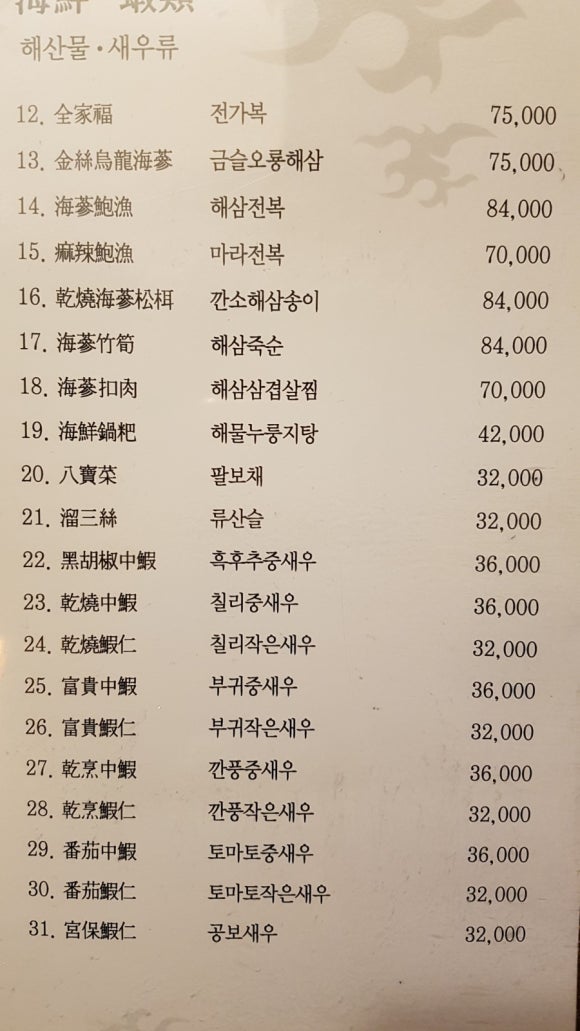 海鮮·蝦類
해산물·새우류
12. 全家福 전가복 75,000
13. 金絲烏龍海蔘 금슬오룡해삼 75,000
14. 海蔘鮑漁 해삼전복 84,000
15. 痲辣鮑漁 마라전복 70,000
16. 乾燒海蔘松栮 깐소해삼송이 84,000
17. 海蔘竹筍 해삼죽순 84,000
18. 海蔘扣肉 해삼삼겹살찜 70,000
19. 海鮮鍋粑 해물누룽지탕 42,000
20. 八寶菜 팔보채 32,000
21. 溜三絲 류산슬 32,000
22. 黑胡椒中蝦 흑후추중새우 36,000
23. 乾燒中蝦 칠리중새우 36,000
24. 乾燒蝦仁 칠리작은새우 32,000
25. 富貴中蝦 부귀중새우 36,000
26. 富貴蝦仁 부귀작은새우 32,000
27. 乾烹中蝦 깐풍중새우 36,000
28. 乾烹蝦仁 깐풍작은새우 32,000
29. 番茄中蝦 토마토중새우 36,000
30. 番茄蝦仁 토마토작은새우 32,000
31. 宮保蝦仁 공보새우 32,000